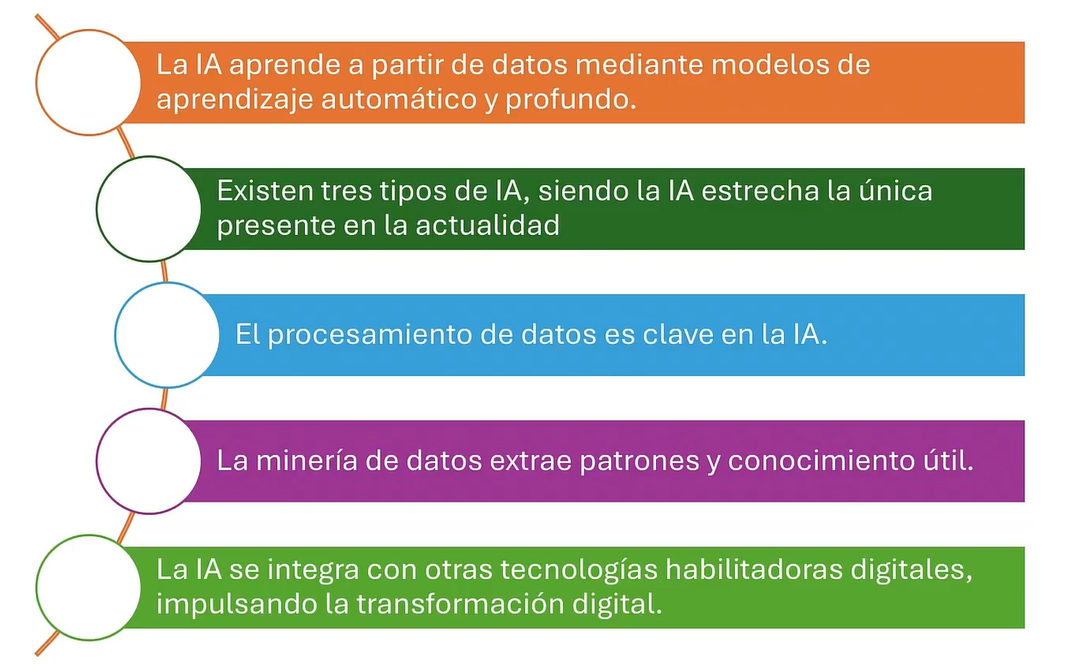 La IA aprende a partir de datos mediante modelos de
aprendizaje automático y profundo.
Existen tres tipos de IA, siendo la IA estrecha la única
presente en la actualidad
El procesamiento de datos es clave en la IA.
La minería de datos extrae patrones y conocimiento útil.
La IA se integra con otras tecnologías habilitadoras digitales,
impulsando la transformación digital.